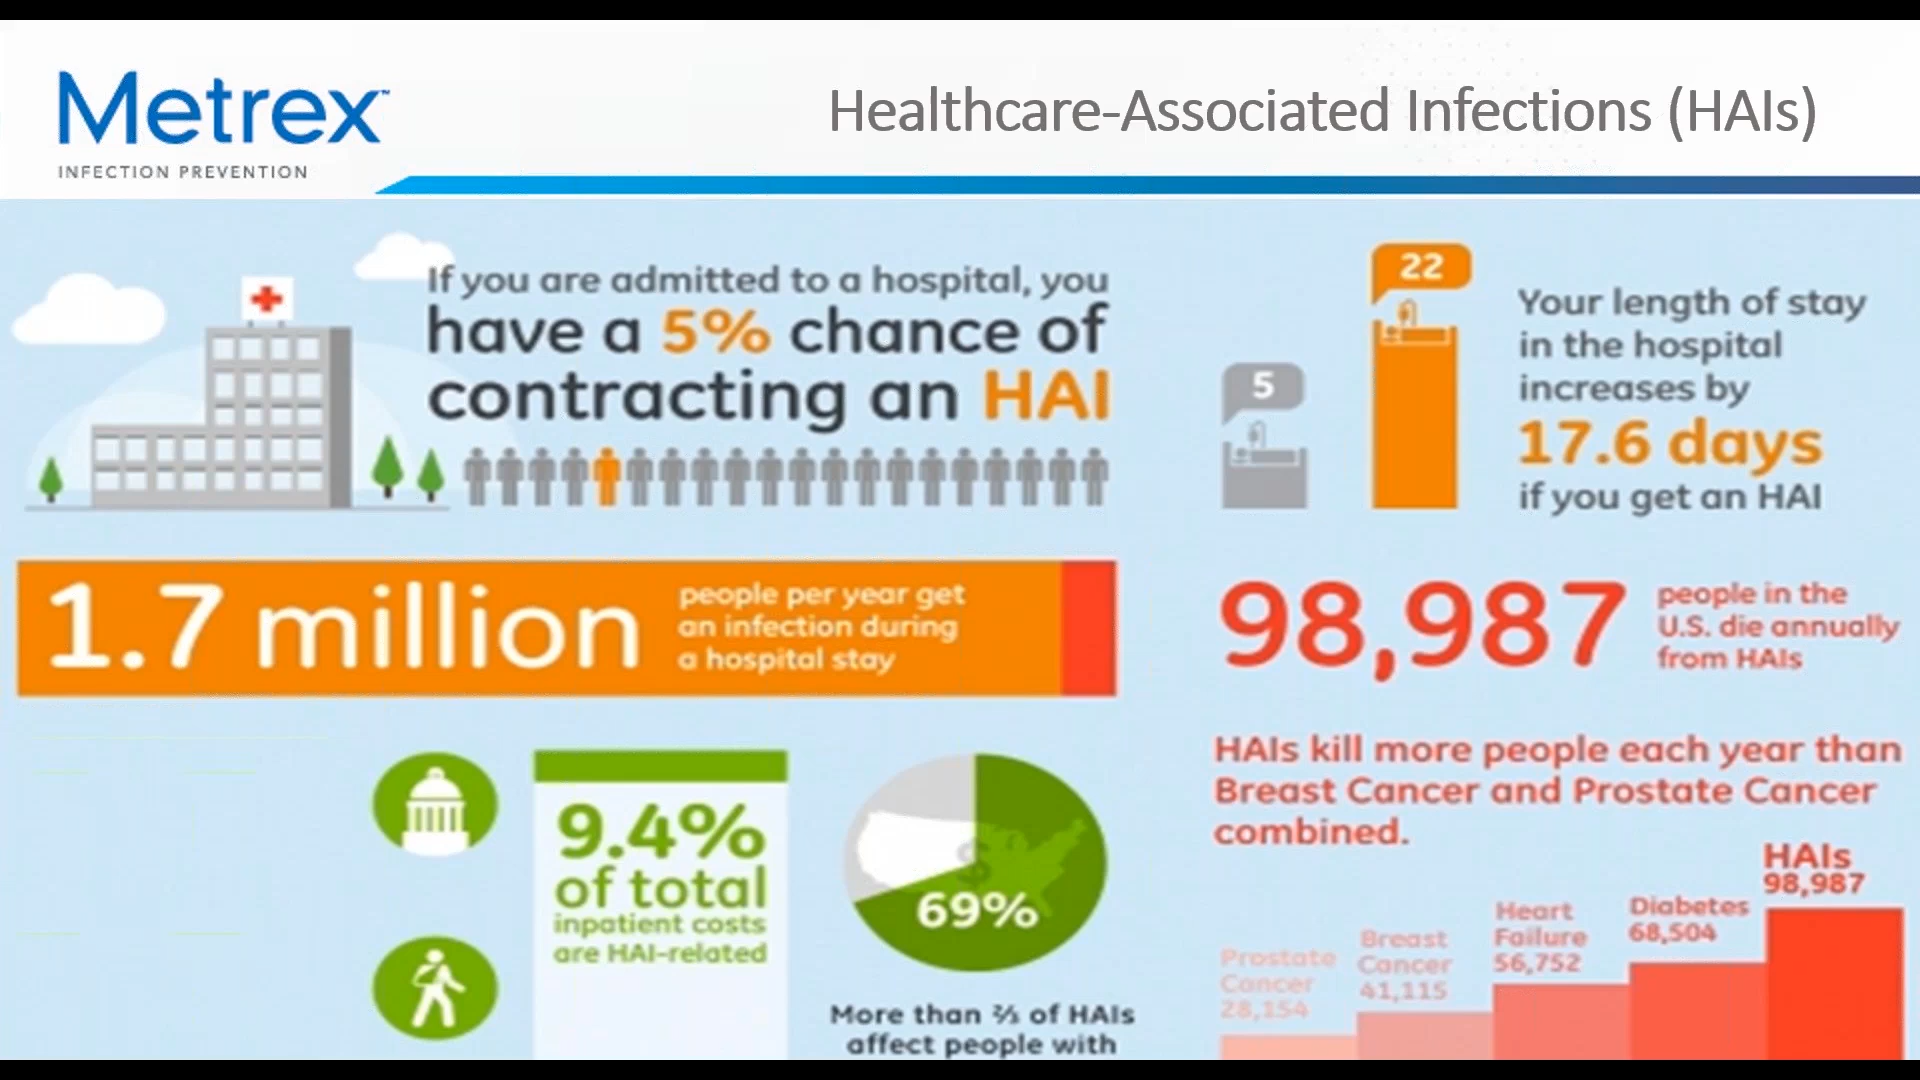 Metrex™
INFECTION PREVENTION
Healthcare-Associated Infections (HAIs)
If you are admitted to a hospital, you
have a 5% chance of
contracting an HAI
5
22
Your length of stay
in the hospital
increases by
17.6 days
if you get an HAI
1.7 million
people per year get
an infection during
a hospital stay
98,987
people in the
U.S. die annually
from HAIs
9.4%
of total
inpatient costs
are HAI-related
$
69%
More than ⅔ of HAIs
affect people with
HAIs kill more people each year than
Breast Cancer and Prostate Cancer
combined.
Prostate
Cancer
28,154
Breast
Cancer
41,115
Heart
Failure
56,752
Diabetes
68,504
HAIs
98,987